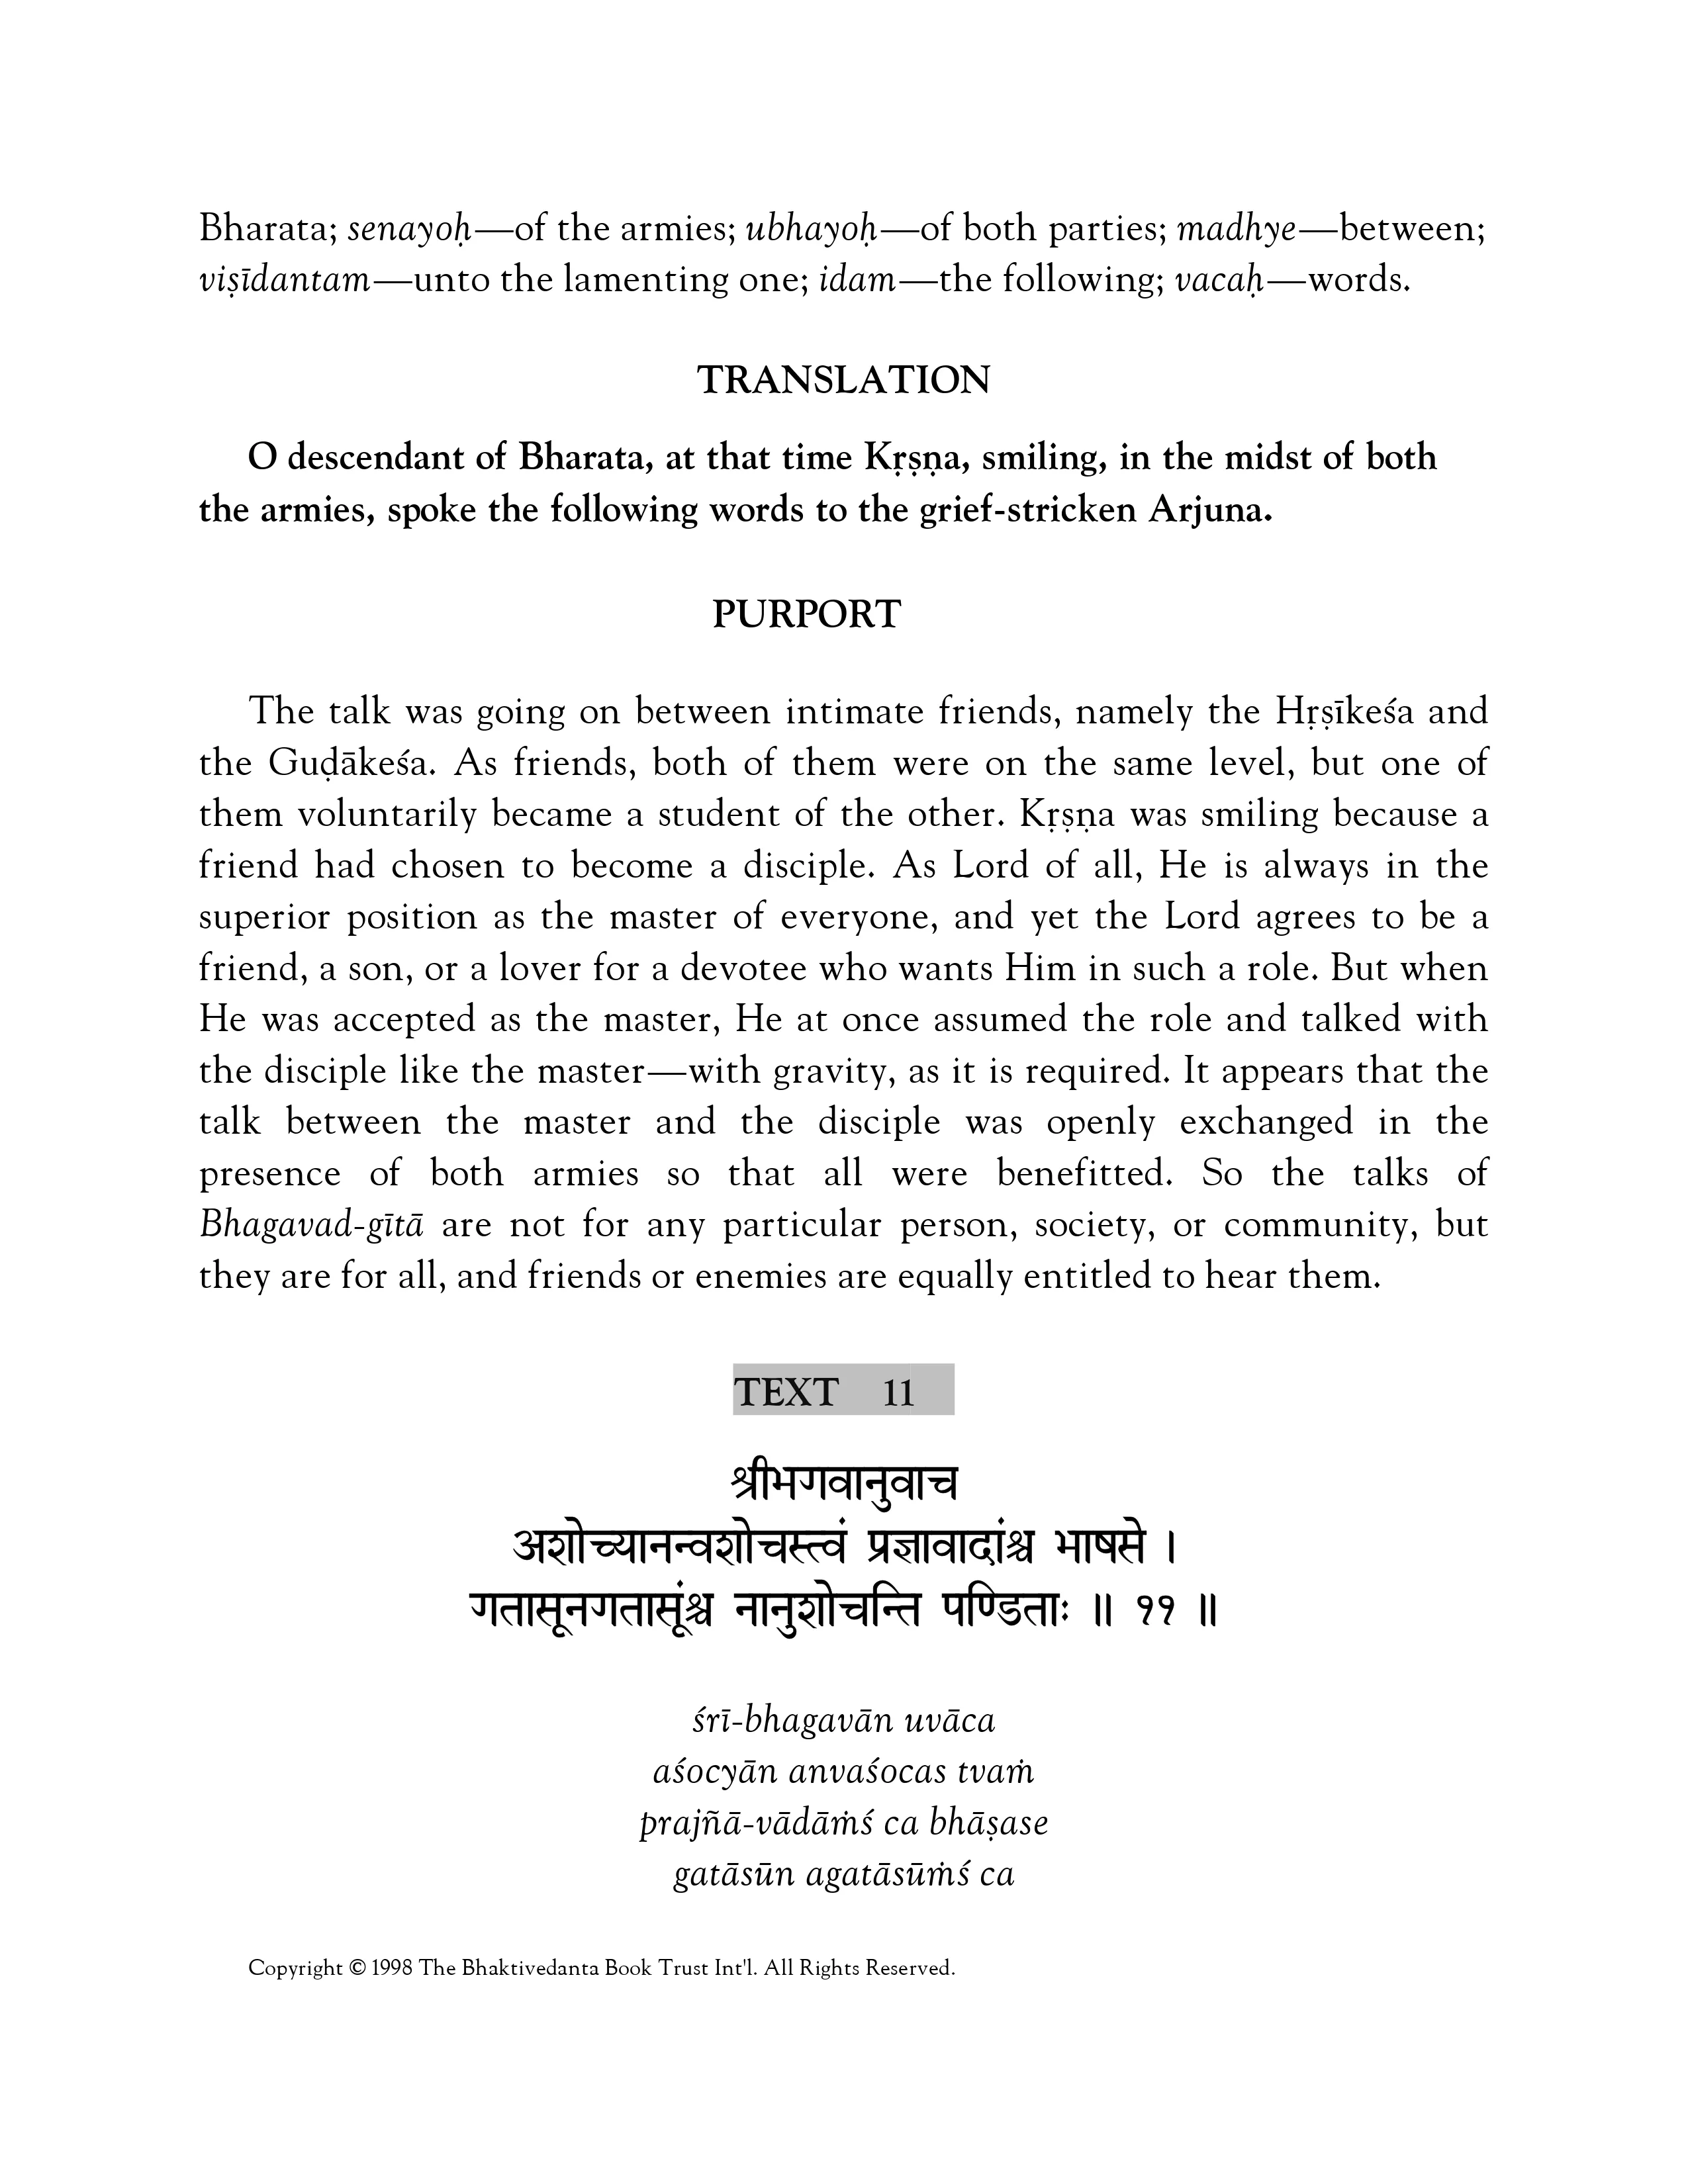 Bharata; senayoḥ—of the armies; ubhayoḥ—of both parties; madhye—between;
viṣīdantam—unto the lamenting one; idam—the following; vacaḥ—words.
TRANSLATION
O descendant of Bharata, at that time Kṛṣṇa, smiling, in the midst of both
the armies, spoke the following words to the grief-stricken Arjuna.
PURPORT
The talk was going on between intimate friends, namely the Hṛṣīkeśa and
the Guḍākeśa. As friends, both of them were on the same level, but one of
them voluntarily became a student of the other. Kṛṣṇa was smiling because a
friend had chosen to become a disciple. As Lord of all, He is always in the
superior position as the master of everyone, and yet the Lord agrees to be a
friend, a son, or a lover for a devotee who wants Him in such a role. But when
He was accepted as the master, He at once assumed the role and talked with
the disciple like the master—with gravity, as it is required. It appears that the
talk between the master and the disciple was openly exchanged in the
presence of both armies so that all were benefitted. So the talks of
Bhagavad-gītā are not for any particular person, society, or community, but
they are for all, and friends or enemies are equally entitled to hear them.
TEXT 11
श्रीभगवानुवाच
अशोच्यानन्वशोचस्त्वं प्रज्ञावादांश्च भाषसे ।
गतासूनगतासूंश्च नानुशोचन्ति पण्डिताः ॥ ११ ॥
śrī-bhagavān uvāca
aśocyān anvaśocas tvaṁ
prajñā-vādāṁś ca bhāṣase
gatāsūn agatāsūṁś ca
Copyright © 1998 The Bhaktivedanta Book Trust Int'l. All Rights Reserved.